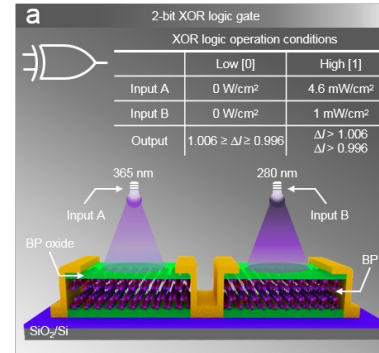 a
2-bit XOR logic gate
XOR logic operation conditions
Low [0] High [1]
Input A 0 W/cm² 4.6 mW/cm²
Input B 0 W/cm² 1 mW/cm²
Output 1.006 ≥ ΔI ≥ 0.996 ΔI > 1.006
ΔI > 0.996
365 nm 280 nm
Input A Input B
BP oxide
BP
SiO₂/Si